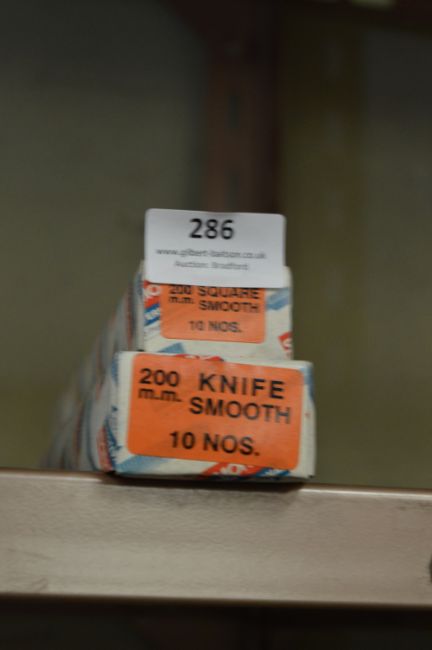 286
www.gilbert-baitson.co.uk
Auction: Bradford
200 SQUARE
m.m. SMOOTH
10 NOS.
200 KNIFE
m.m. SMOOTH
10 NOS.